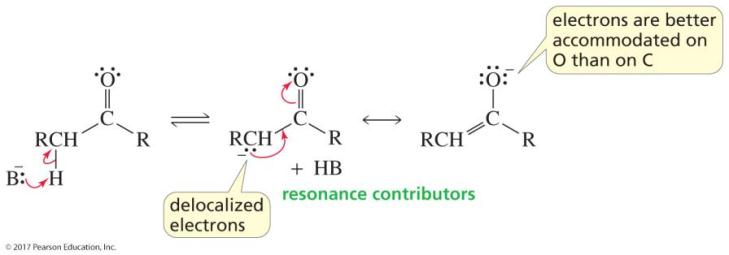 electrons are better
accommodated on
O than on C
:Ö:
C
RCH
R
B:⁻
H
:Ö:
C
RCH
R
+ HB
resonance contributors
:Ö:⁻
C
RCH
R
delocalized
electrons
© 2017 Pearson Education, Inc.